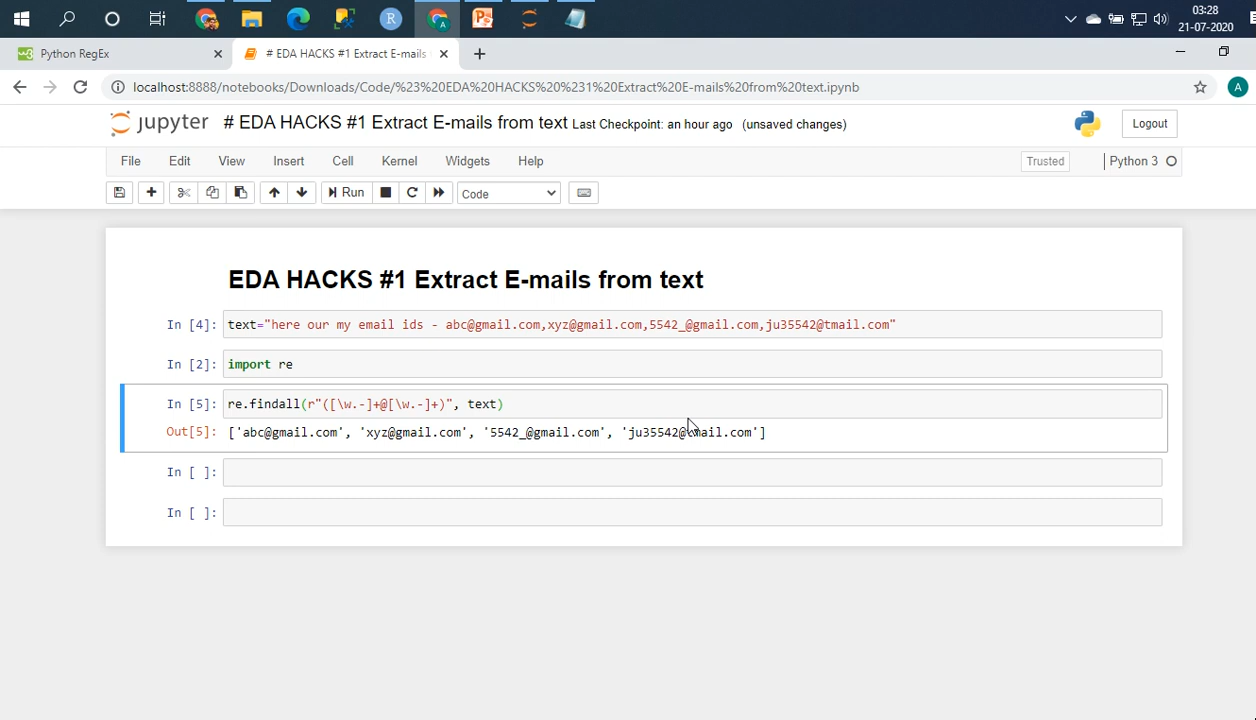 03:28
21-07-2020
Python RegEx
# EDA HACKS #1 Extract E-mails
localhost:8888/notebooks/Downloads/Code/%23%20EDA%20HACKS%20%231%20Extract%20E-mails%20from%20text.ipynb
A
jupyter # EDA HACKS #1 Extract E-mails from text Last Checkpoint: an hour ago (unsaved changes)
Logout
File Edit View Insert Cell Kernel Widgets Help
Trusted
Python 3
Run
Code
EDA HACKS #1 Extract E-mails from text
In [4]: text="here our my email ids - abc@gmail.com,xyz@gmail.com,5542_@gmail.com,ju35542@tmail.com"
In [2]: import re
In [5]: re.findall(r"([\w.-]+@[\w.-]+)", text)
Out[5]: ['abc@gmail.com', 'xyz@gmail.com', '5542_@gmail.com', 'ju35542@tmail.com']
In [ ]:
In [ ]: